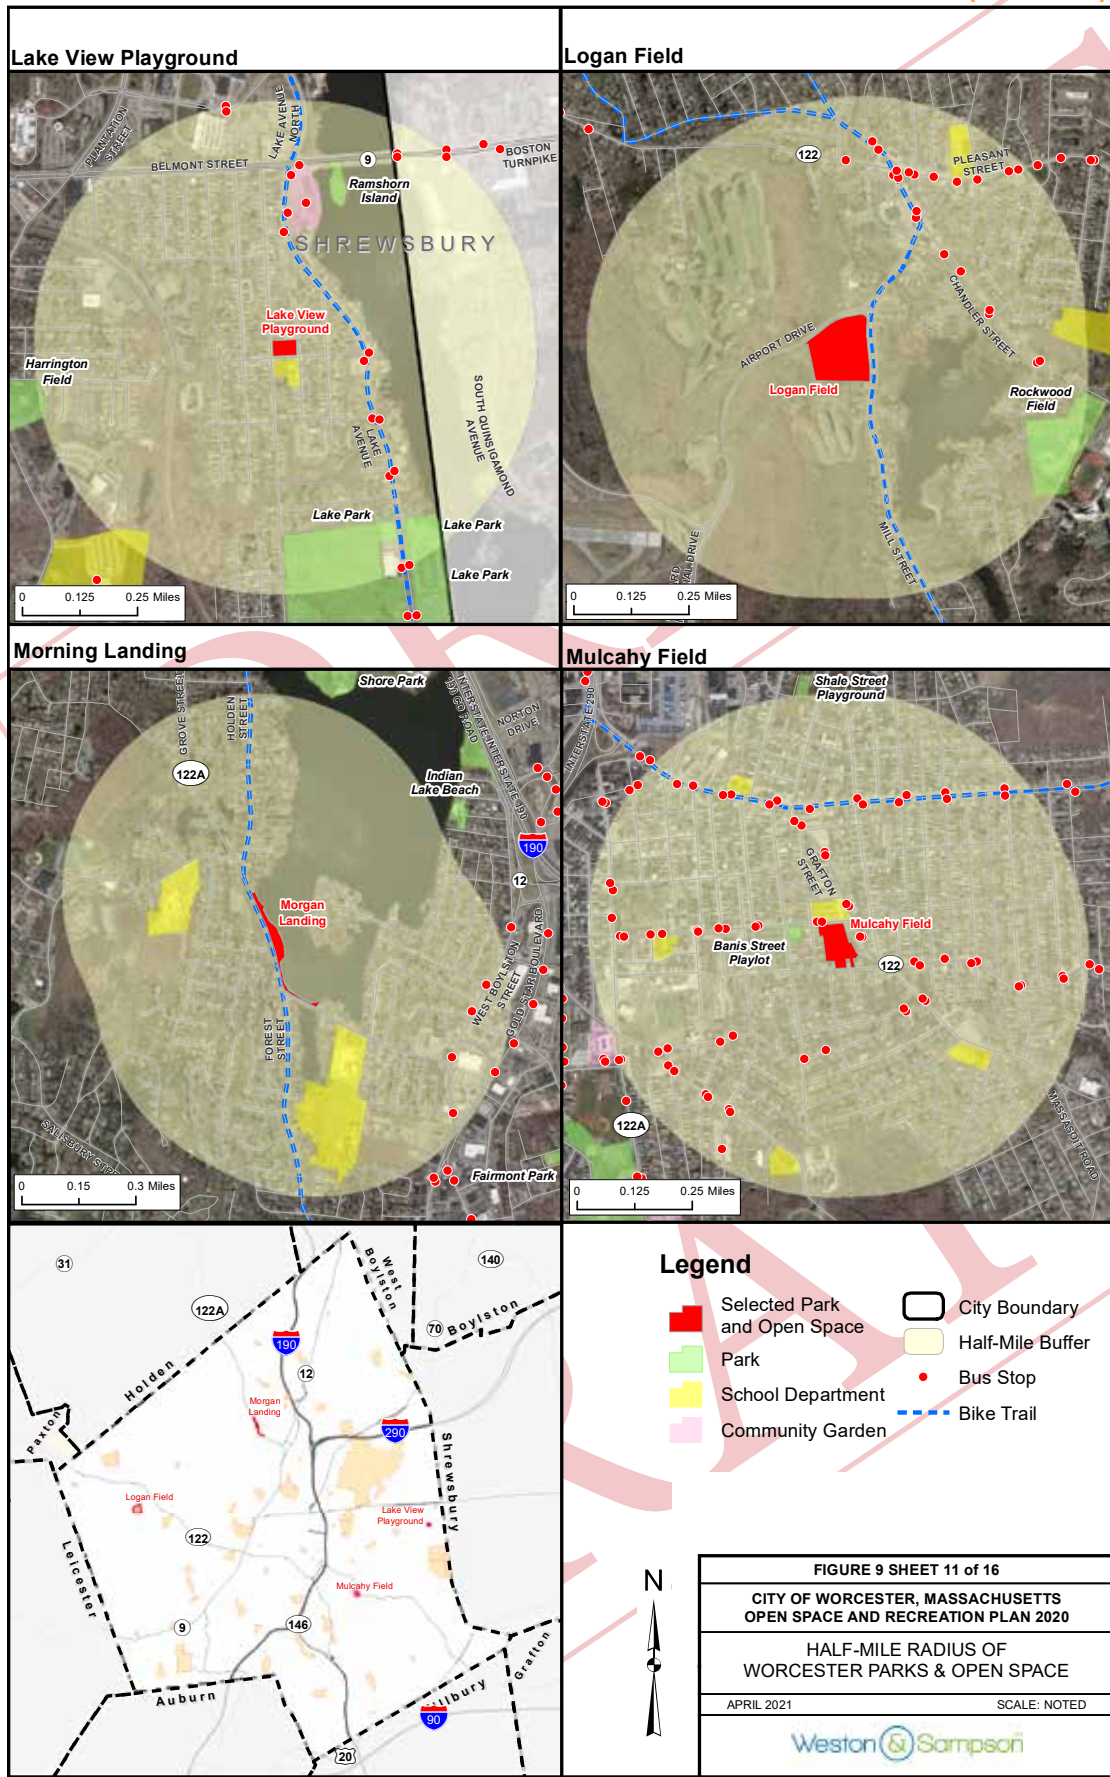 Lake View Playground
PLANTATION
STREET
LAKE AVENUE
NORTH
BELMONT STREET
9
BOSTON
TURNPIKE
Ramshorn
Island
SHREWSBURY
Lake View
Playground
Harrington
Field
LAKE
AVENUE
SOUTH QUINSIGAMOND
AVENUE
Lake Park
Lake Park
Lake Park
0 0.125 0.25 Miles
Logan Field
122
PLEASANT
STREET
CHANDLER STREET
AIRPORT DRIVE
Logan Field
Rockwood
Field
MILL STREET
0 0.125 0.25 Miles
Morning Landing
GROVE STREET
HOLDEN
STREET
122A
Shore Park
INTERSTATE INTERSTATE 190
190 CD ROAD
NORTON
DRIVE
Indian
Lake Beach
190
12
Morgan
Landing
WEST BOYLSTON
STREET
GOLD STAR BOULEVARD
FOREST
STREET
Fairmont Park
0 0.15 0.3 Miles
Mulcahy Field
Shale Street
Playground
INTERSTATE 290
GRAFTON
STREET
Mulcahy Field
Banis Street
Playlot
122
122A
MASSASOIT ROAD
0 0.125 0.25 Miles
31
122A
140
West
Boylston
70
Boylston
190
12
Holden
Paxton
Morgan
Landing
290
Shrewsbury
Logan Field
Lake View
Playground
122
Leicester
Mulcahy Field
9
146
Auburn
Grafton
90
20
Legend
Selected Park
and Open Space
Park
School Department
Community Garden
City Boundary
Half-Mile Buffer
Bus Stop
Bike Trail
N
FIGURE 9 SHEET 11 of 16
CITY OF WORCESTER, MASSACHUSETTS
OPEN SPACE AND RECREATION PLAN 2020
HALF-MILE RADIUS OF
WORCESTER PARKS & OPEN SPACE
APRIL 2021 SCALE: NOTED
Weston & Sampson